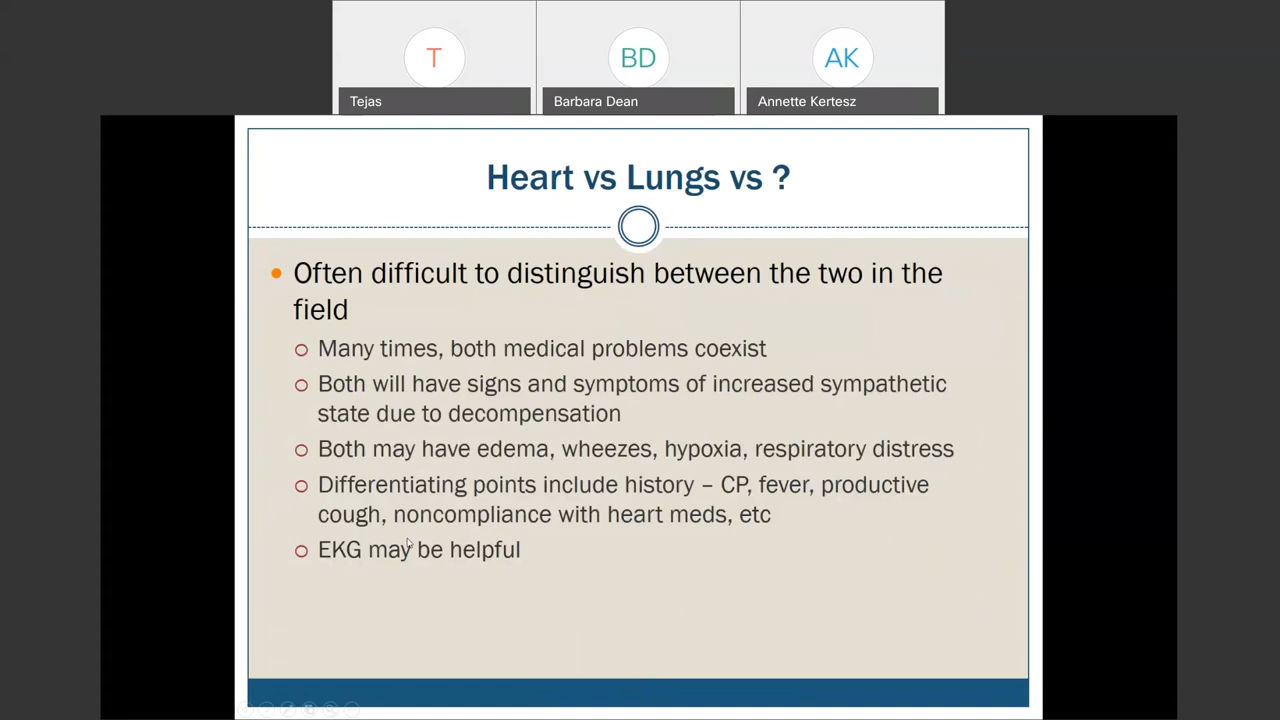 T
BD
AK
Tejas
Barbara Dean
Annette Kertesz
Heart vs Lungs vs ?
Often difficult to distinguish between the two in the
field
Many times, both medical problems coexist
Both will have signs and symptoms of increased sympathetic
state due to decompensation
Both may have edema, wheezes, hypoxia, respiratory distress
Differentiating points include history – CP, fever, productive
cough, noncompliance with heart meds, etc
EKG may be helpful